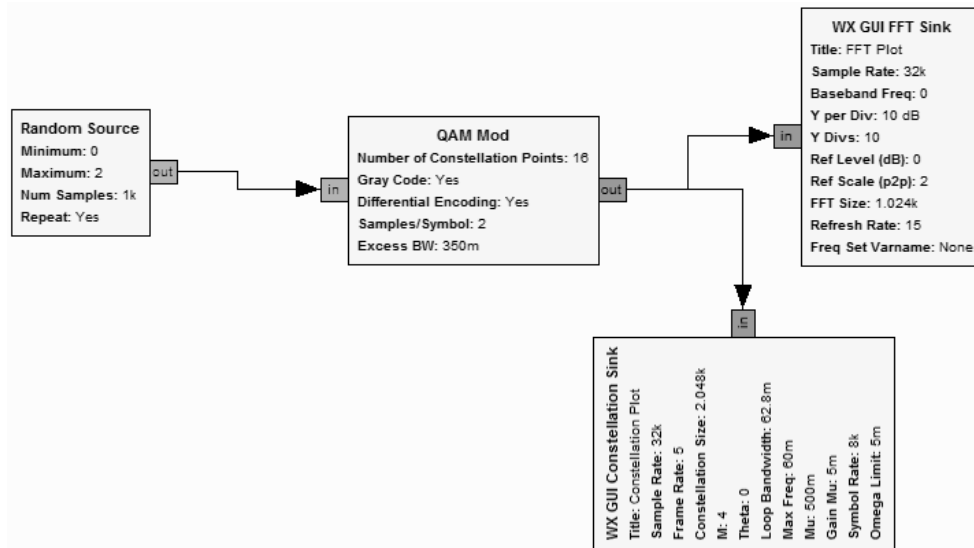 Random Source
Minimum: 0
Maximum: 2
Num Samples: 1k
Repeat: Yes
out
in
QAM Mod
Number of Constellation Points: 16
Gray Code: Yes
Differential Encoding: Yes
Samples/Symbol: 2
Excess BW: 350m
out
in
WX GUI FFT Sink
Title: FFT Plot
Sample Rate: 32k
Baseband Freq: 0
Y per Div: 10 dB
Y Divs: 10
Ref Level (dB): 0
Ref Scale (p2p): 2
FFT Size: 1.024k
Refresh Rate: 15
Freq Set Varname: None
in
WX GUI Constellation Sink
Title: Constellation Plot
Sample Rate: 32k
Frame Rate: 5
Constellation Size: 2.048k
M: 4
Theta: 0
Loop Bandwidth: 62.8m
Max Freq: 60m
Mu: 500m
Gain Mu: 5m
Symbol Rate: 8k
Omega Limit: 5m